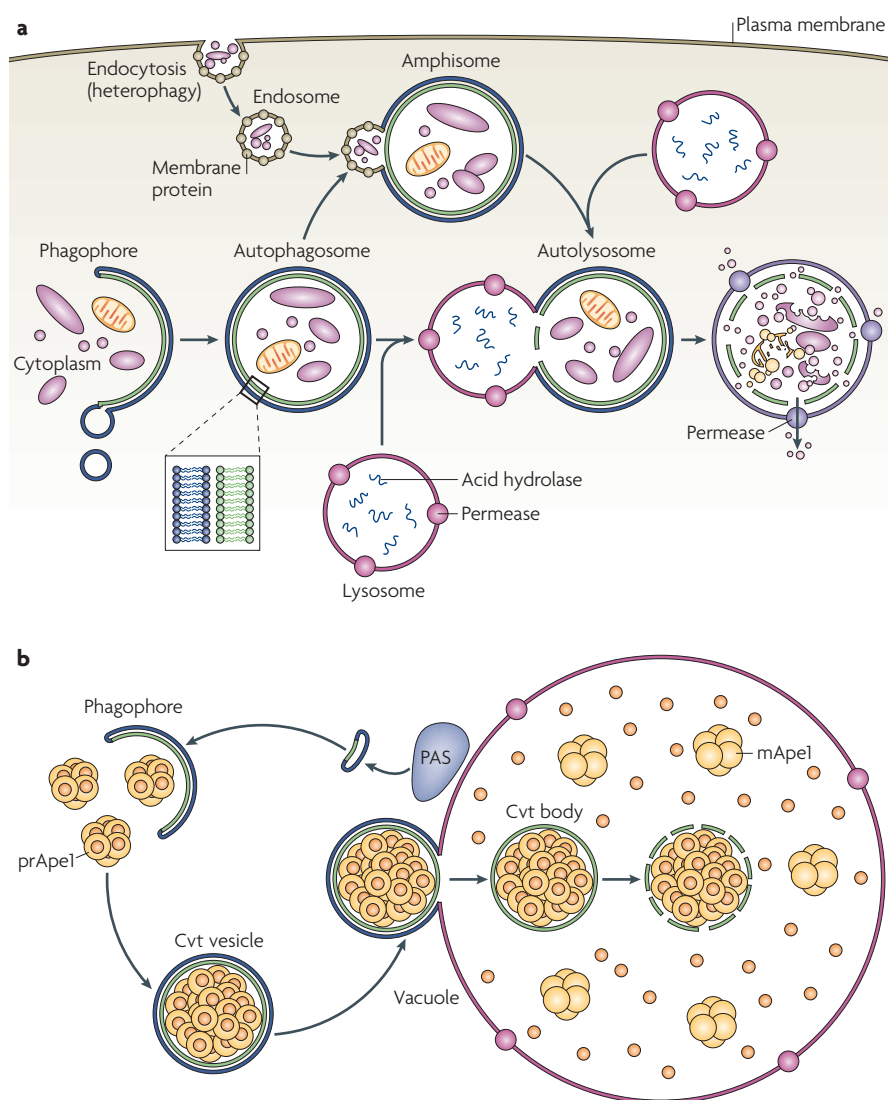 a
Plasma membrane
Endocytosis
(heterophagy)
Amphisome
Endosome
Membrane
protein
Phagophore
Autophagosome
Autolysosome
Cytoplasm
Permease
Acid hydrolase
Permease
Lysosome
b
Phagophore
PAS
mApe1
Cvt body
prApe1
Cvt vesicle
Vacuole